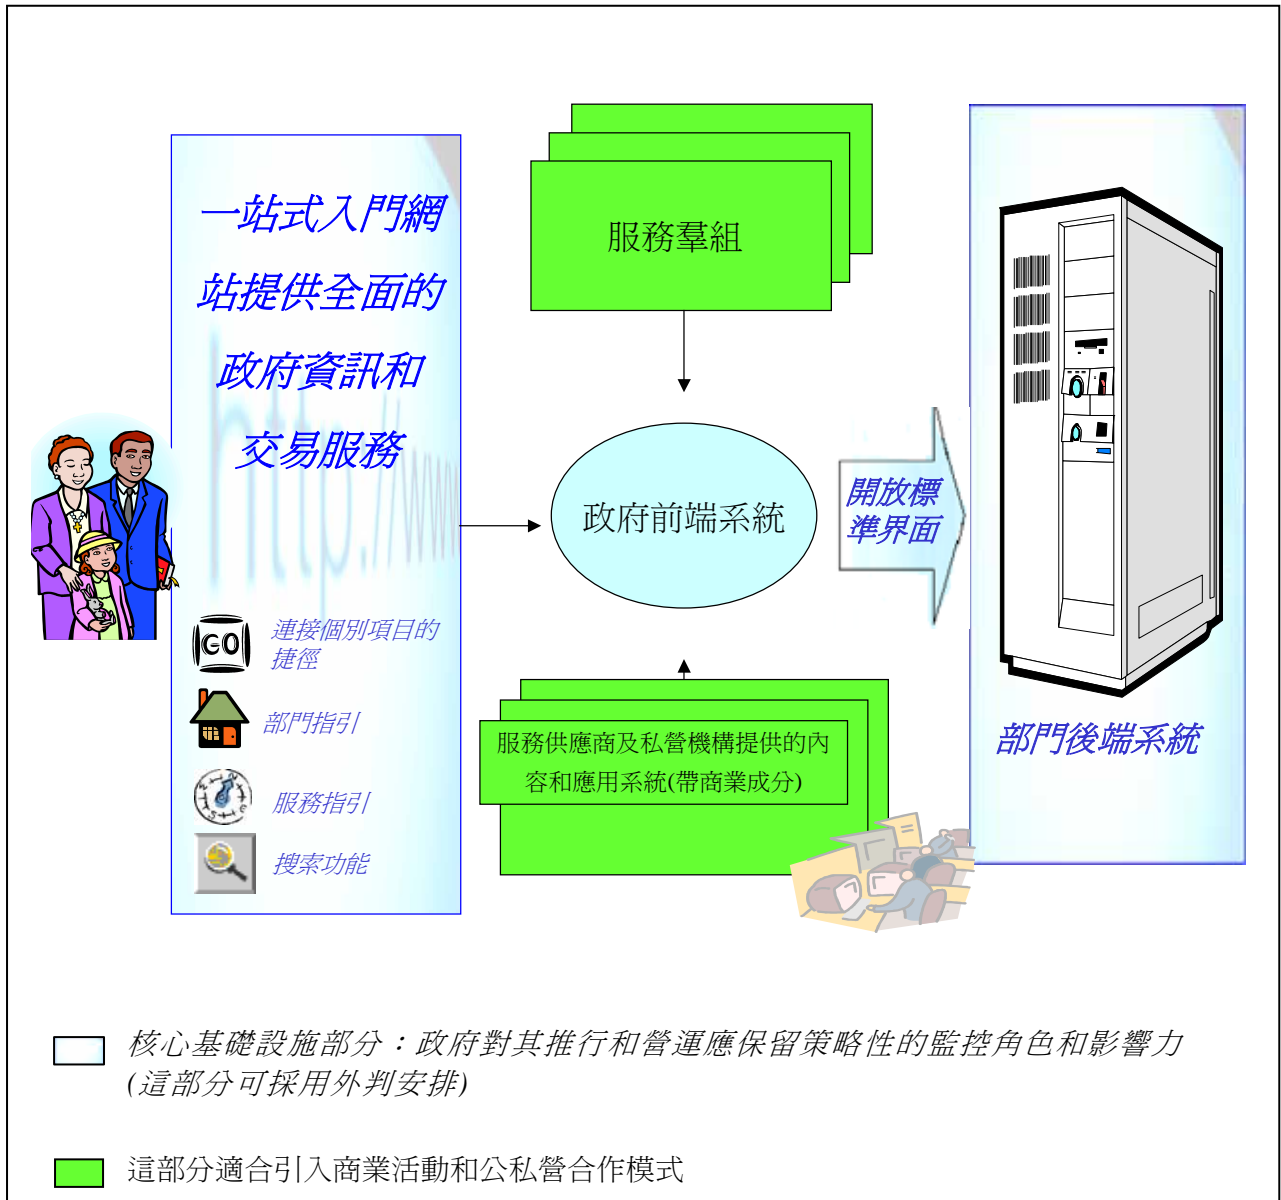 一站式入門網
站提供全面的
政府資訊和
交易服務
http://www
GO
連接個別項目的
捷徑
部門指引
服務指引
搜索功能
服務羣組
政府前端系統
服務供應商及私營機構提供的內
容和應用系統(帶商業成分)
開放標
準界面
部門後端系統
核心基礎設施部分：政府對其推行和營運應保留策略性的監控角色和影響力
(這部分可採用外判安排)
這部分適合引入商業活動和公私營合作模式